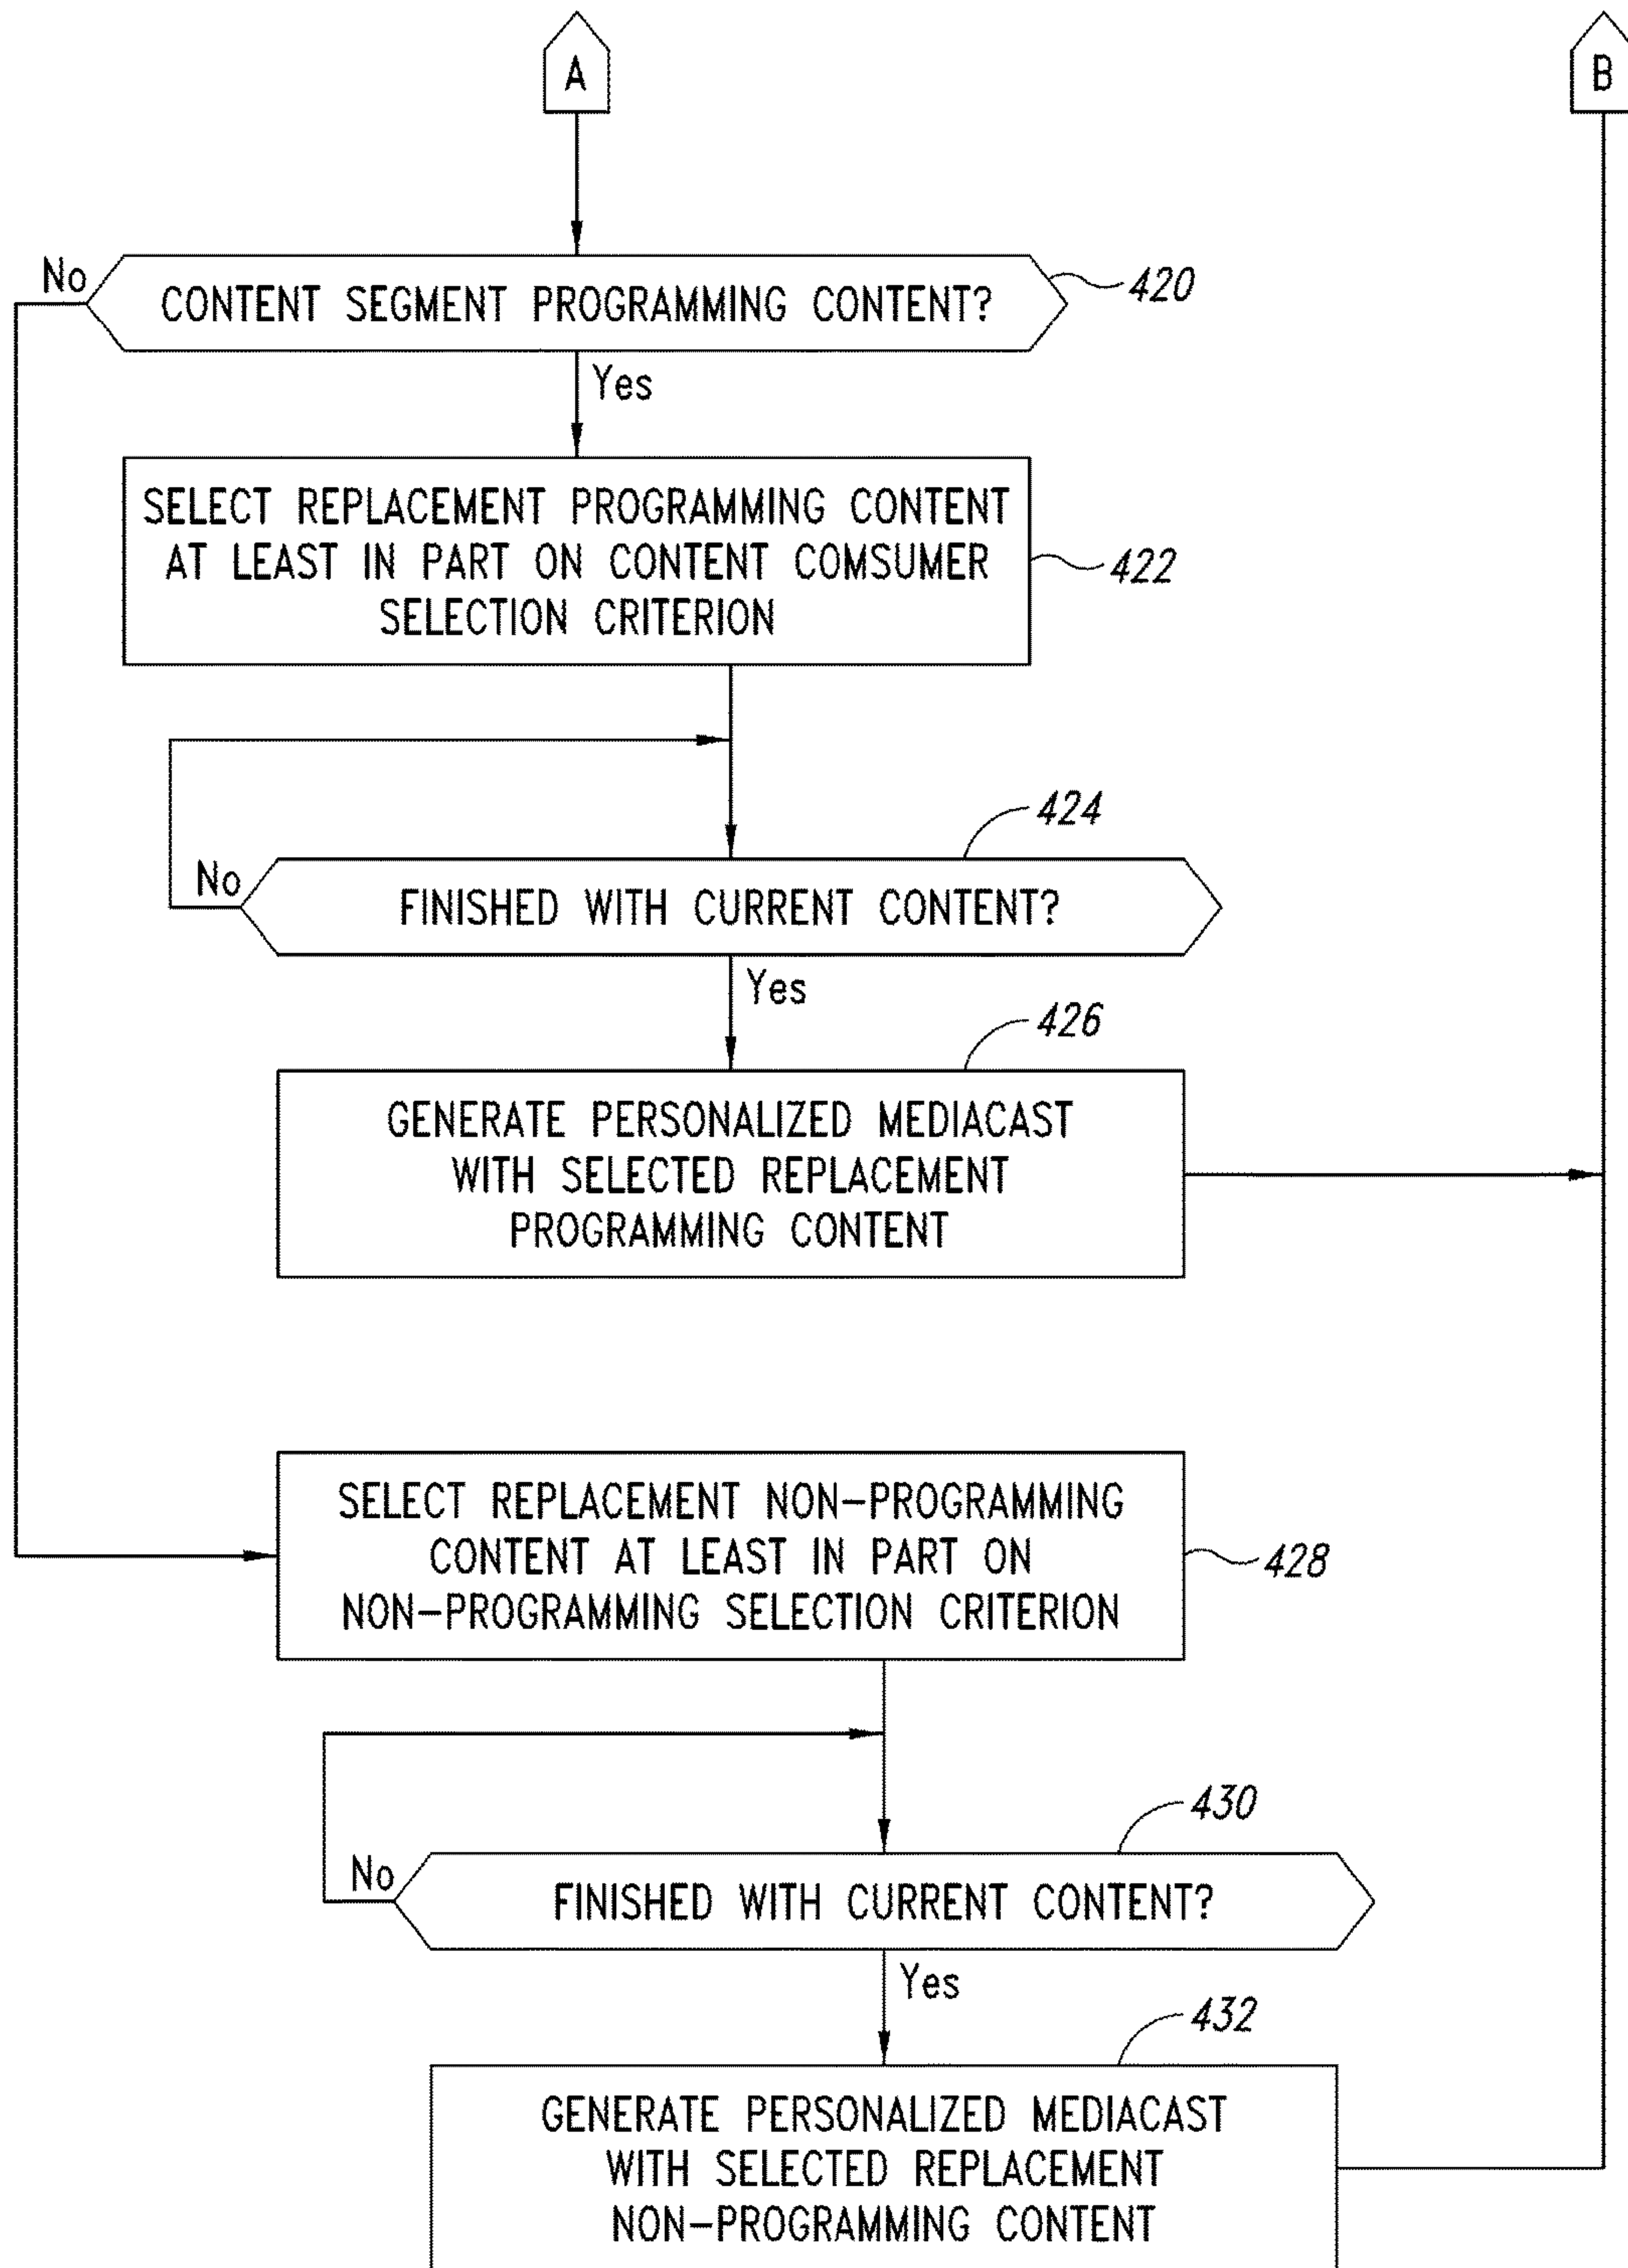 A
B
No
CONTENT SEGMENT PROGRAMMING CONTENT?
420
Yes
SELECT REPLACEMENT PROGRAMMING CONTENT
AT LEAST IN PART ON CONTENT COMSUMER
SELECTION CRITERION
422
424
No
FINISHED WITH CURRENT CONTENT?
Yes
426
GENERATE PERSONALIZED MEDIACAST
WITH SELECTED REPLACEMENT
PROGRAMMING CONTENT
SELECT REPLACEMENT NON-PROGRAMMING
CONTENT AT LEAST IN PART ON
NON-PROGRAMMING SELECTION CRITERION
428
430
No
FINISHED WITH CURRENT CONTENT?
Yes
432
GENERATE PERSONALIZED MEDIACAST
WITH SELECTED REPLACEMENT
NON-PROGRAMMING CONTENT